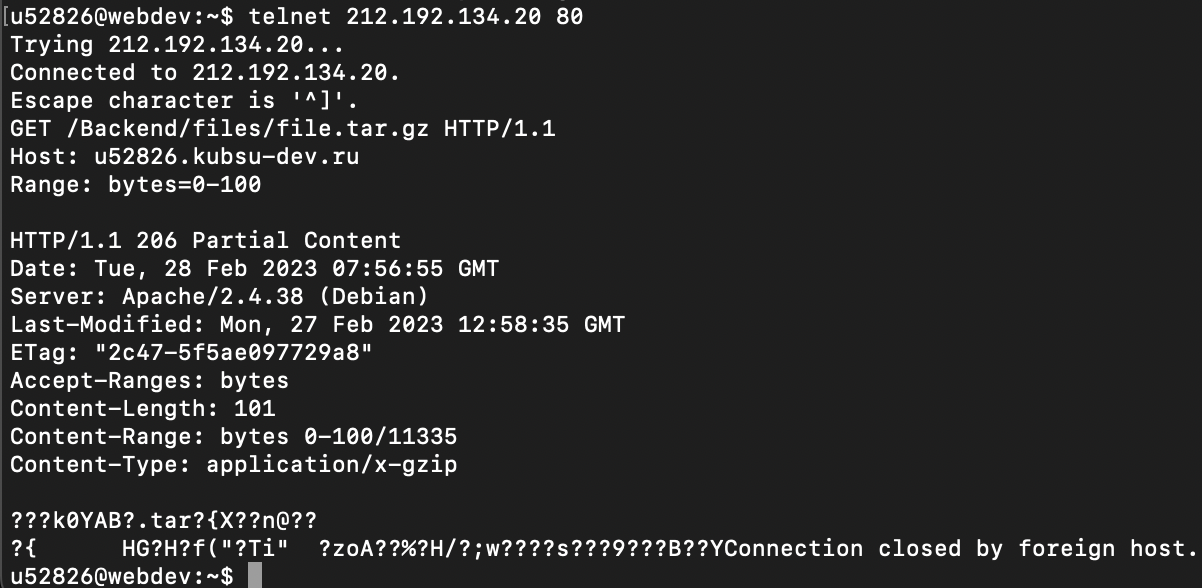 [u52826@webdev:~$ telnet 212.192.134.20 80
Trying 212.192.134.20...
Connected to 212.192.134.20.
Escape character is '^]'.
GET /Backend/files/file.tar.gz HTTP/1.1
Host: u52826.kubsu-dev.ru
Range: bytes=0-100

HTTP/1.1 206 Partial Content
Date: Tue, 28 Feb 2023 07:56:55 GMT
Server: Apache/2.4.38 (Debian)
Last-Modified: Mon, 27 Feb 2023 12:58:35 GMT
ETag: "2c47-5f5ae097729a8"
Accept-Ranges: bytes
Content-Length: 101
Content-Range: bytes 0-100/11335
Content-Type: application/x-gzip

???k0YAB?.tar?{X??n@??
?{      HG?H?f("?Ti"  ?zoA??%?H/?;w????s???9???B??YConnection closed by foreign host.
u52826@webdev:~$